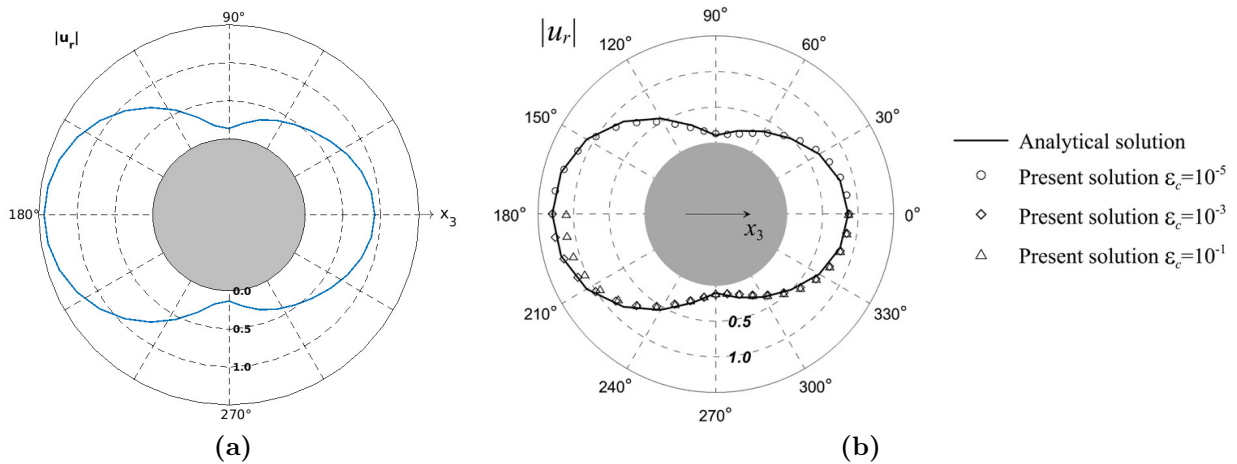 90°
|u_r|
180°
x_3
0.0
0.5
1.0
270°
(a)
90°
|u_r|
120°
60°
150°
30°
180°
0°
x_3
210°
330°
0.5
1.0
240°
300°
270°
(b)
Analytical solution
Present solution ε_c=10^-5
Present solution ε_c=10^-3
Present solution ε_c=10^-1